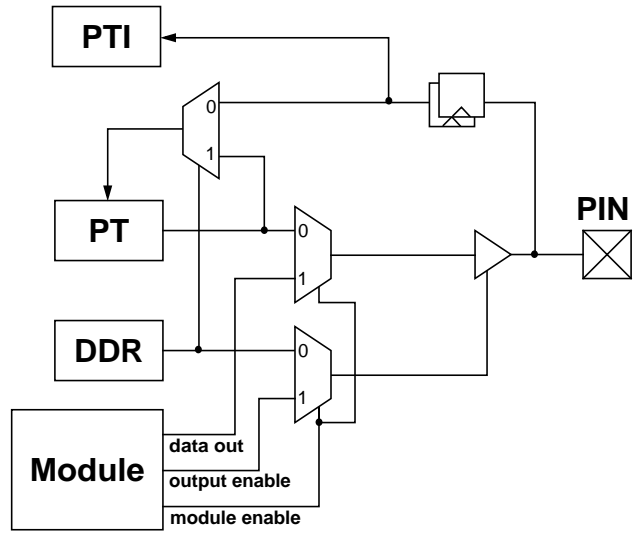 PTI
0
1
PT
0
1
PIN
DDR
0
1
Module
data out
output enable
module enable